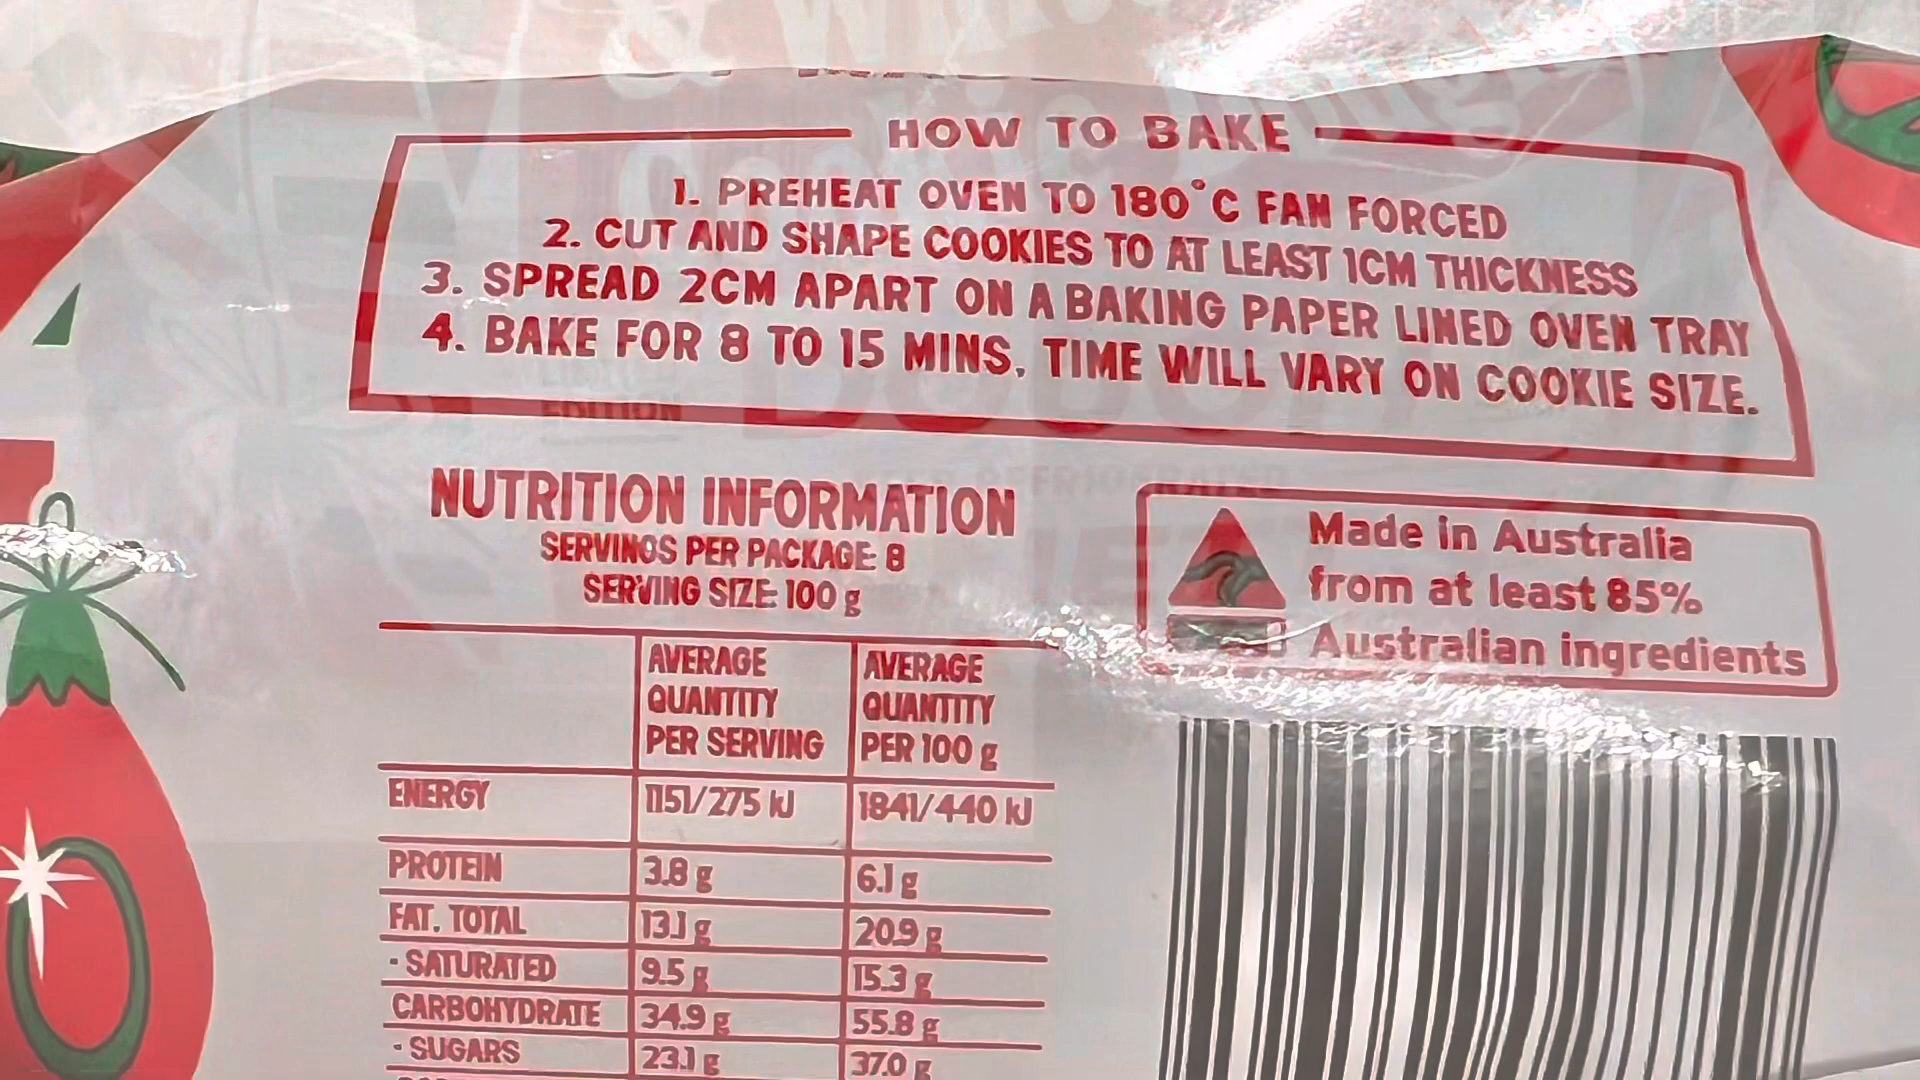 HOW TO BAKE
1. PREHEAT OVEN TO 180°C FAN FORCED
2. CUT AND SHAPE COOKIES TO AT LEAST 1CM THICKNESS
3. SPREAD 2CM APART ON A BAKING PAPER LINED OVEN TRAY
4. BAKE FOR 8 TO 15 MINS, TIME WILL VARY ON COOKIE SIZE.
EDITION
NUTRITION INFORMATION
SERVINGS PER PACKAGE: 8
SERVING SIZE: 100 g
AVERAGE QUANTITY PER SERVING
AVERAGE QUANTITY PER 100 g
ENERGY 1151/275 kJ 1841/440 kJ
PROTEIN 3.8 g 6.1 g
FAT, TOTAL 13.1 g 20.9 g
- SATURATED 9.5 g 15.3 g
CARBOHYDRATE 34.9 g 55.8 g
- SUGARS 23.1 g 37.0 g
Made in Australia
from at least 85%
Australian ingredients